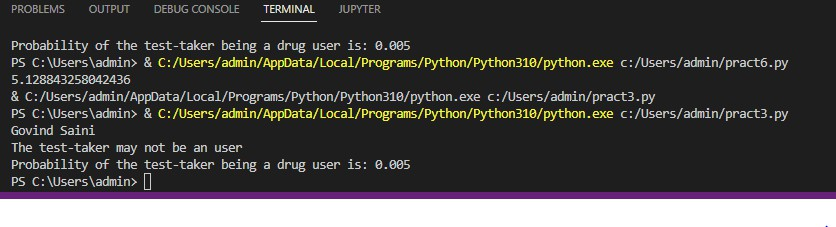 PROBLEMS OUTPUT DEBUG CONSOLE TERMINAL JUPYTER
Probability of the test-taker being a drug user is: 0.005
PS C:\Users\admin> & C:/Users/admin/AppData/Local/Programs/Python/Python310/python.exe c:/Users/admin/pract6.py
5.128843258042436
& C:/Users/admin/AppData/Local/Programs/Python/Python310/python.exe c:/Users/admin/pract3.py
PS C:\Users\admin> & C:/Users/admin/AppData/Local/Programs/Python/Python310/python.exe c:/Users/admin/pract3.py
Govind Saini
The test-taker may not be an user
Probability of the test-taker being a drug user is: 0.005
PS C:\Users\admin>